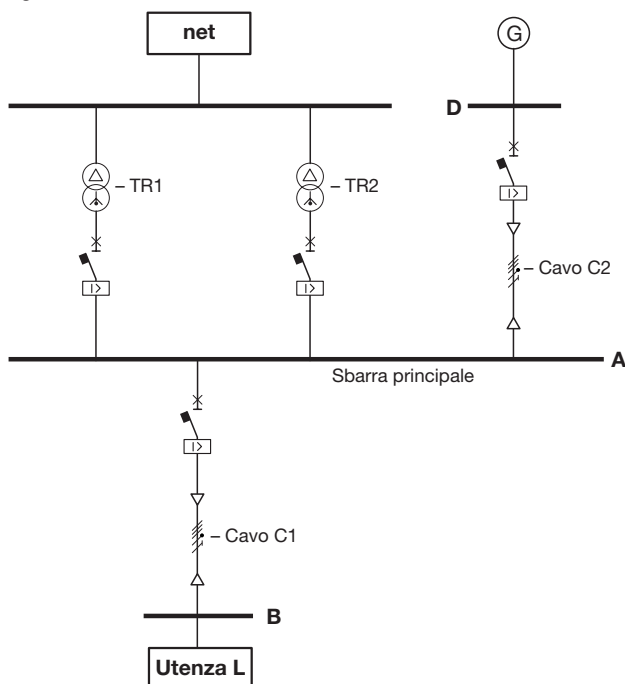 net
G
D
– TR1
– TR2
I>
I>
I>
– Cavo C2
A
Sbarra principale
I>
– Cavo C1
B
Utenza L